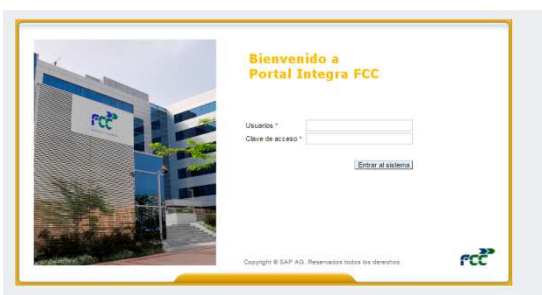 Bienvenido a
Portal Integra FCC
FCC
Usuarios *
Clave de acceso *
Entrar al sistema
Copyright © SAP AG. Reservados todos los derechos.
FCC